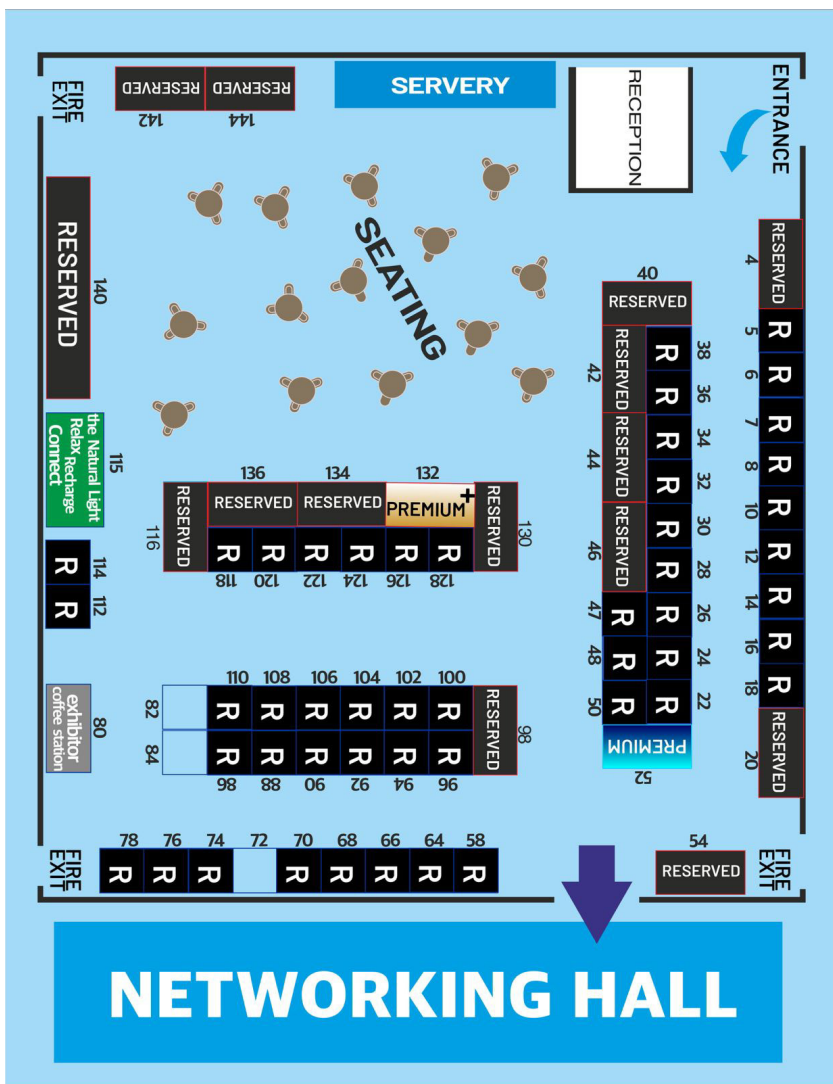 FIRE
EXIT
RESERVED
RESERVED
142
144
SERVERY
RECEPTION
ENTRANCE
RESERVED
140
SEATING
RESERVED
4
40
RESERVED
R
5
R
6
R
7
R
8
R
10
R
12
R
14
R
16
R
18
RESERVED
20
RESERVED
42
R
38
R
36
RESERVED
44
R
34
R
32
RESERVED
46
R
30
R
28
47
R
R
26
48
R
R
24
50
R
R
22
PREMIUM
52
the Natural Light
Relax Recharge
Connect
115
R
114
R
112
136
134
132
RESERVED
116
RESERVED
RESERVED
PREMIUM+
RESERVED
130
R
R
R
R
R
R
118
120
122
124
126
128
110
108
106
104
102
100
82
R
R
R
R
R
R
RESERVED
98
84
R
R
R
R
R
R
86
88
90
92
94
96
exhibitor
coffee station
80
FIRE
EXIT
78
76
74
72
70
68
66
64
58
R
R
R
R
R
R
R
R
54
RESERVED
FIRE
EXIT
NETWORKING HALL